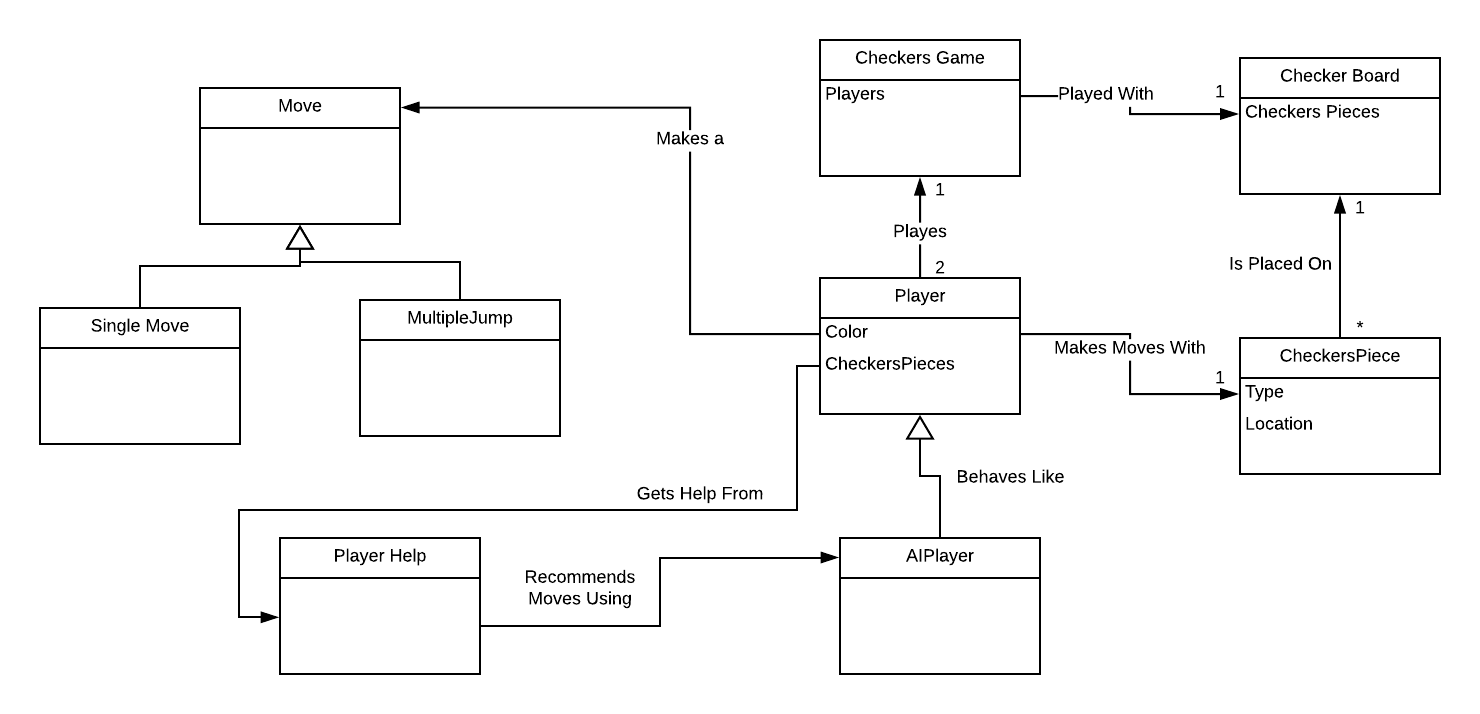 Checkers Game
Players
Played With
1
Checker Board
Checkers Pieces
Move
Makes a
1
Playes
2
1
Is Placed On
*
Single Move
MultipleJump
Player
Color
CheckersPieces
Makes Moves With
1
CheckersPiece
Type
Location
Behaves Like
Gets Help From
Player Help
Recommends
Moves Using
AIPlayer